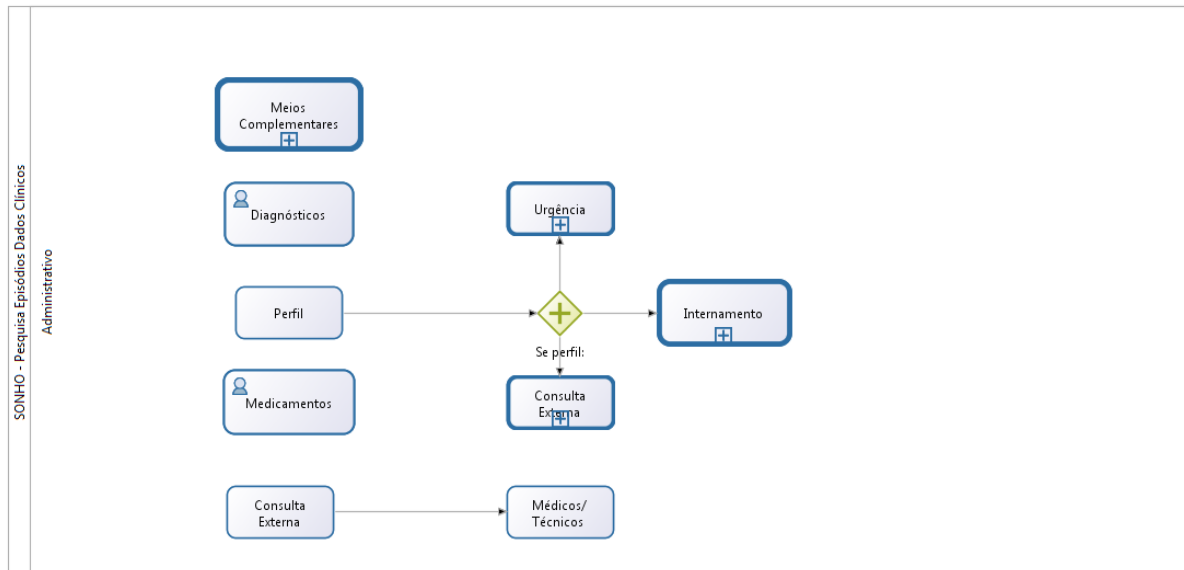 SONHO - Pesquisa Episódios Dados Clínicos
Administrativo
Meios
Complementares
Diagnósticos
Urgência
Perfil
Internamento
Se perfil:
Medicamentos
Consulta
Externa
Consulta
Externa
Médicos/
Técnicos